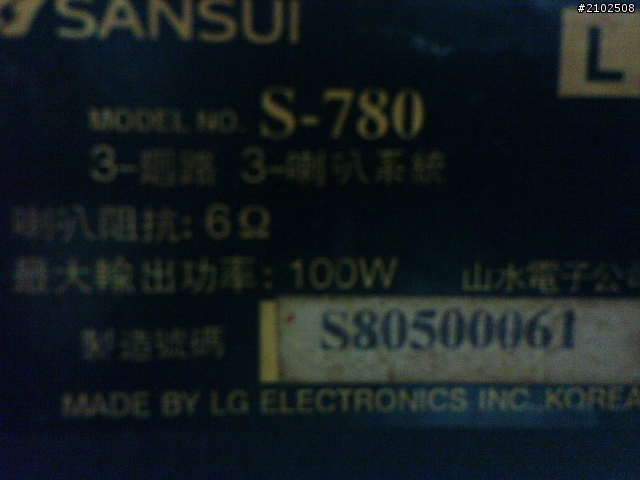 #2102508
SANSUI
L
MODEL NO. S-780
3-迴路 3-喇叭系統
喇叭阻抗: 6Ω
最大輸出功率: 100W 山水電子公司
製造號碼 S80500061
MADE BY LG ELECTRONICS INC., KOREA